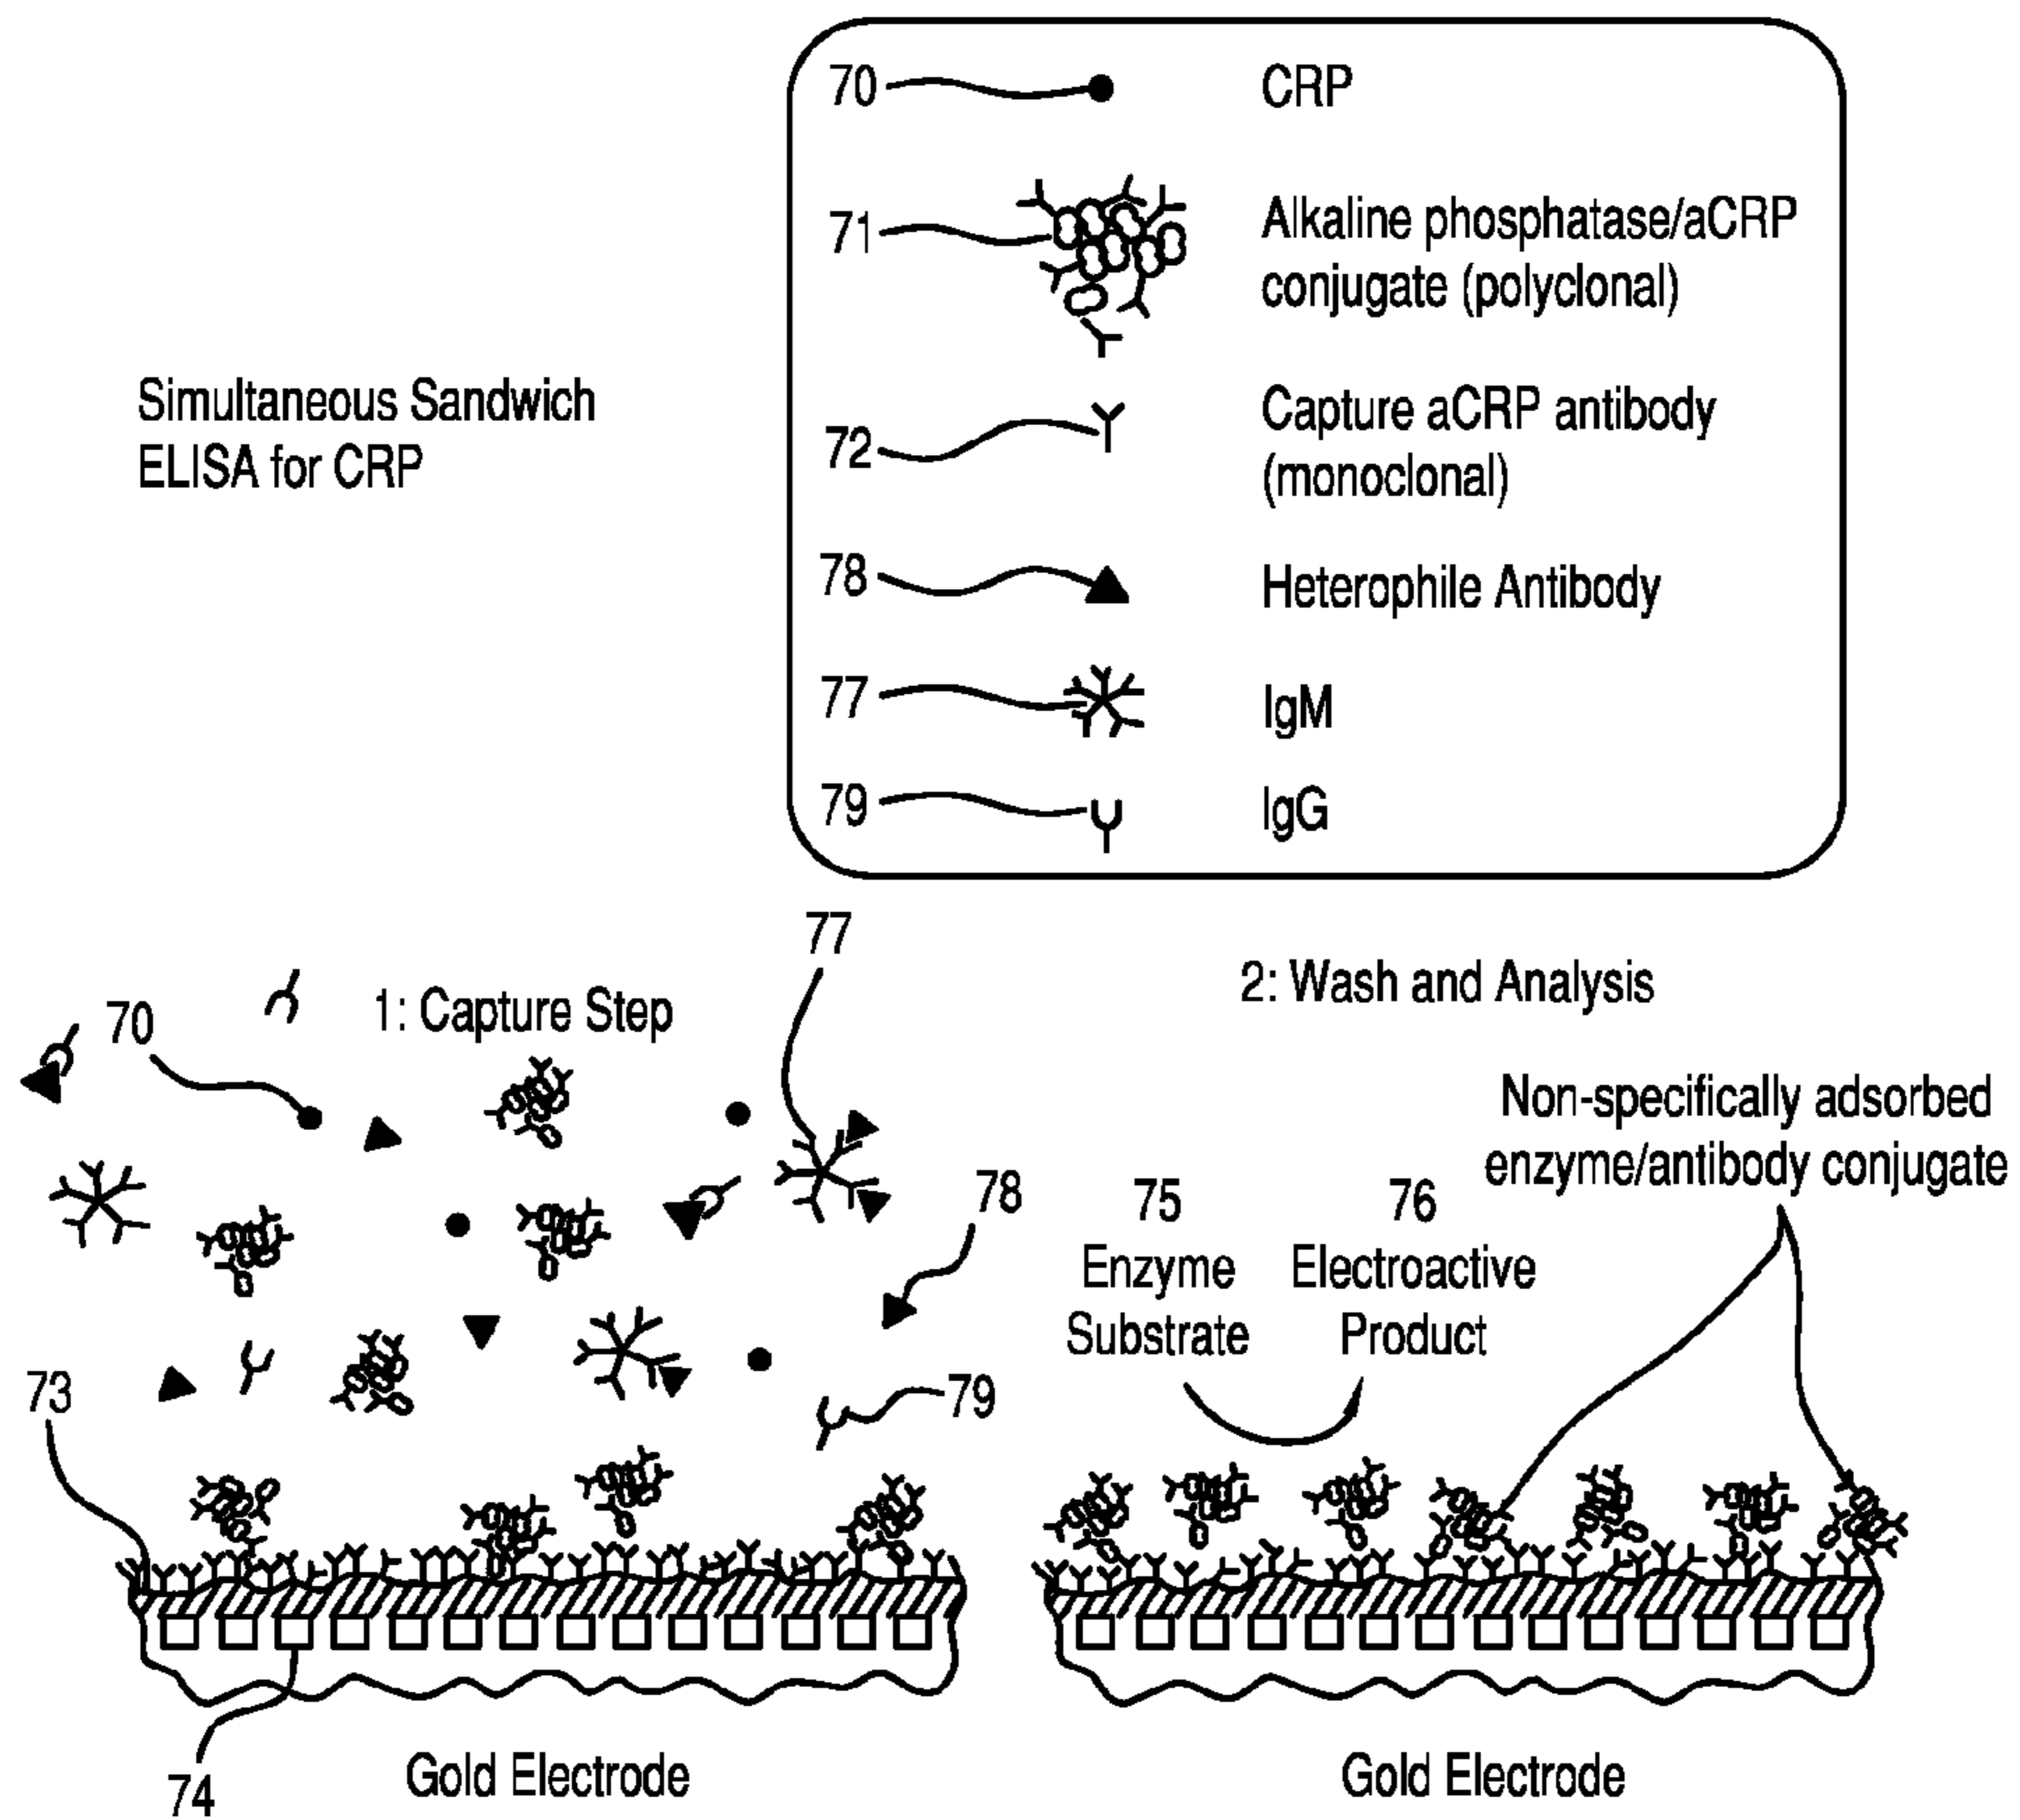 70 CRP
71 Alkaline phosphatase/aCRP
conjugate (polyclonal)
Simultaneous Sandwich
ELISA for CRP
72 Capture aCRP antibody
(monoclonal)
78 Heterophile Antibody
77 IgM
79 IgG
77
1: Capture Step
70
78
73
79
74
Gold Electrode
2: Wash and Analysis
Non-specifically adsorbed
enzyme/antibody conjugate
75 76
Enzyme Electroactive
Substrate Product
Gold Electrode